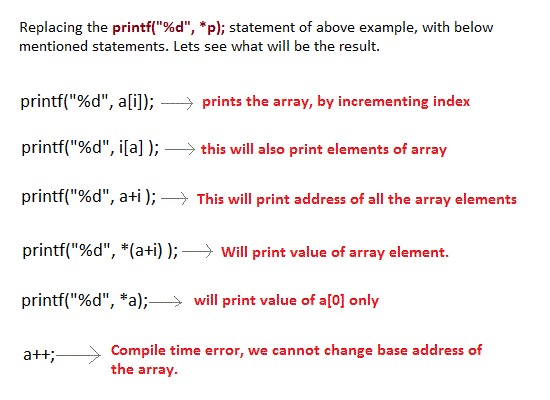 Replacing the printf("%d", *p); statement of above example, with below
mentioned statements. Lets see what will be the result.
printf("%d", a[i]); → prints the array, by incrementing index
printf("%d", i[a] ); → this will also print elements of array
printf("%d", a+i ); → This will print address of all the array elements
printf("%d", *(a+i) ); → Will print value of array element.
printf("%d", *a); → will print value of a[0] only
a++; → Compile time error, we cannot change base address of
the array.